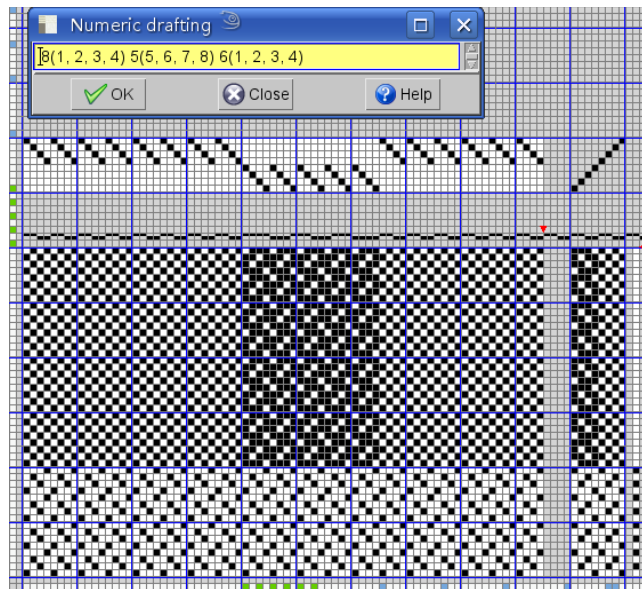 Numeric drafting
8(1, 2, 3, 4) 5(5, 6, 7, 8) 6(1, 2, 3, 4)
OK Close Help